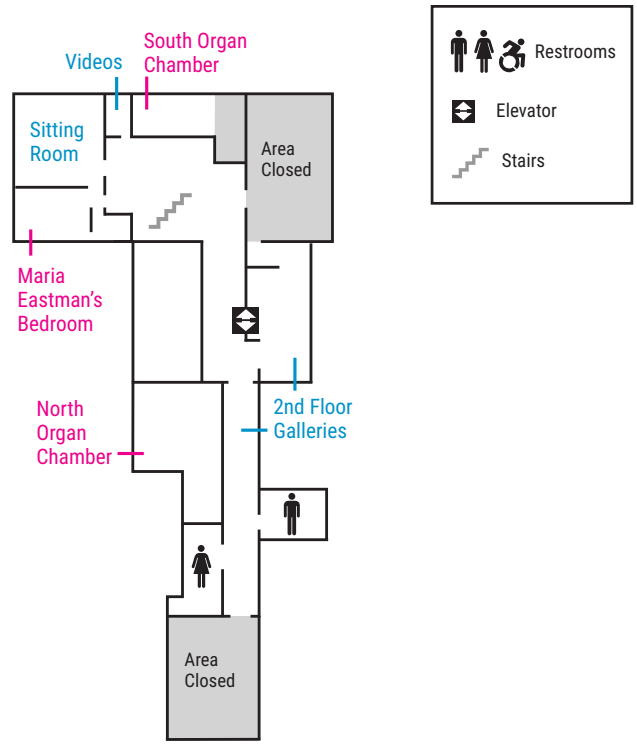 South Organ
Chamber
Videos
Sitting
Room
Area
Closed
Maria
Eastman's
Bedroom
North
Organ
Chamber
2nd Floor
Galleries
Area
Closed
Restrooms
Elevator
Stairs